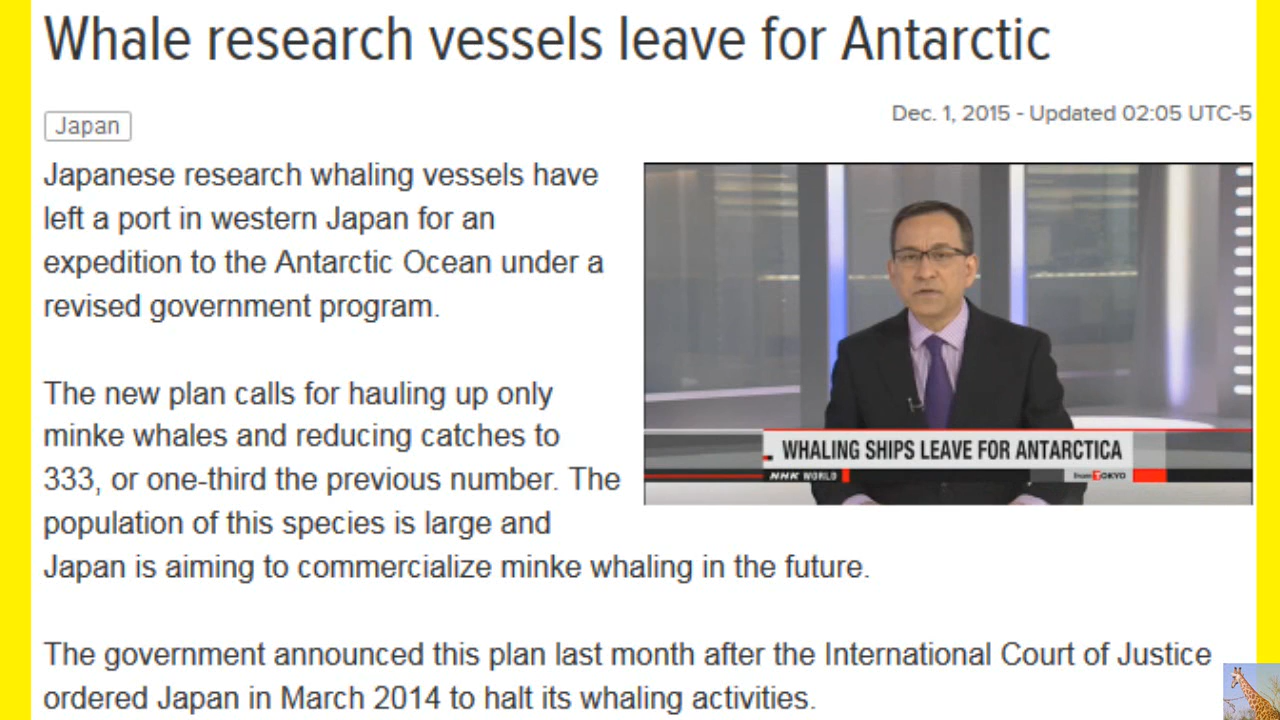 Whale research vessels leave for Antarctic
Japan
Dec. 1, 2015 - Updated 02:05 UTC-5
Japanese research whaling vessels have
left a port in western Japan for an
expedition to the Antarctic Ocean under a
revised government program.
The new plan calls for hauling up only
minke whales and reducing catches to
333, or one-third the previous number. The
population of this species is large and
Japan is aiming to commercialize minke whaling in the future.
WHALING SHIPS LEAVE FOR ANTARCTICA
NHK WORLD
from TOKYO
The government announced this plan last month after the International Court of Justice
ordered Japan in March 2014 to halt its whaling activities.